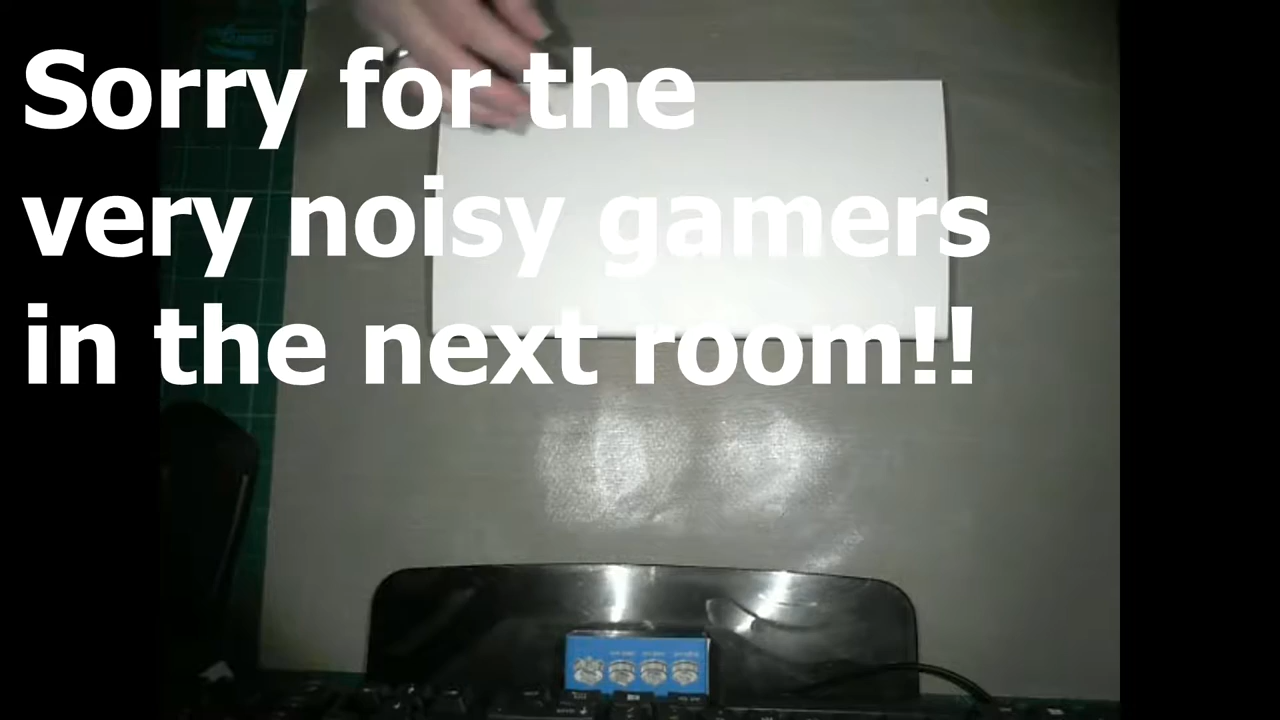 Sorry for the
very noisy gamers
in the next room!!